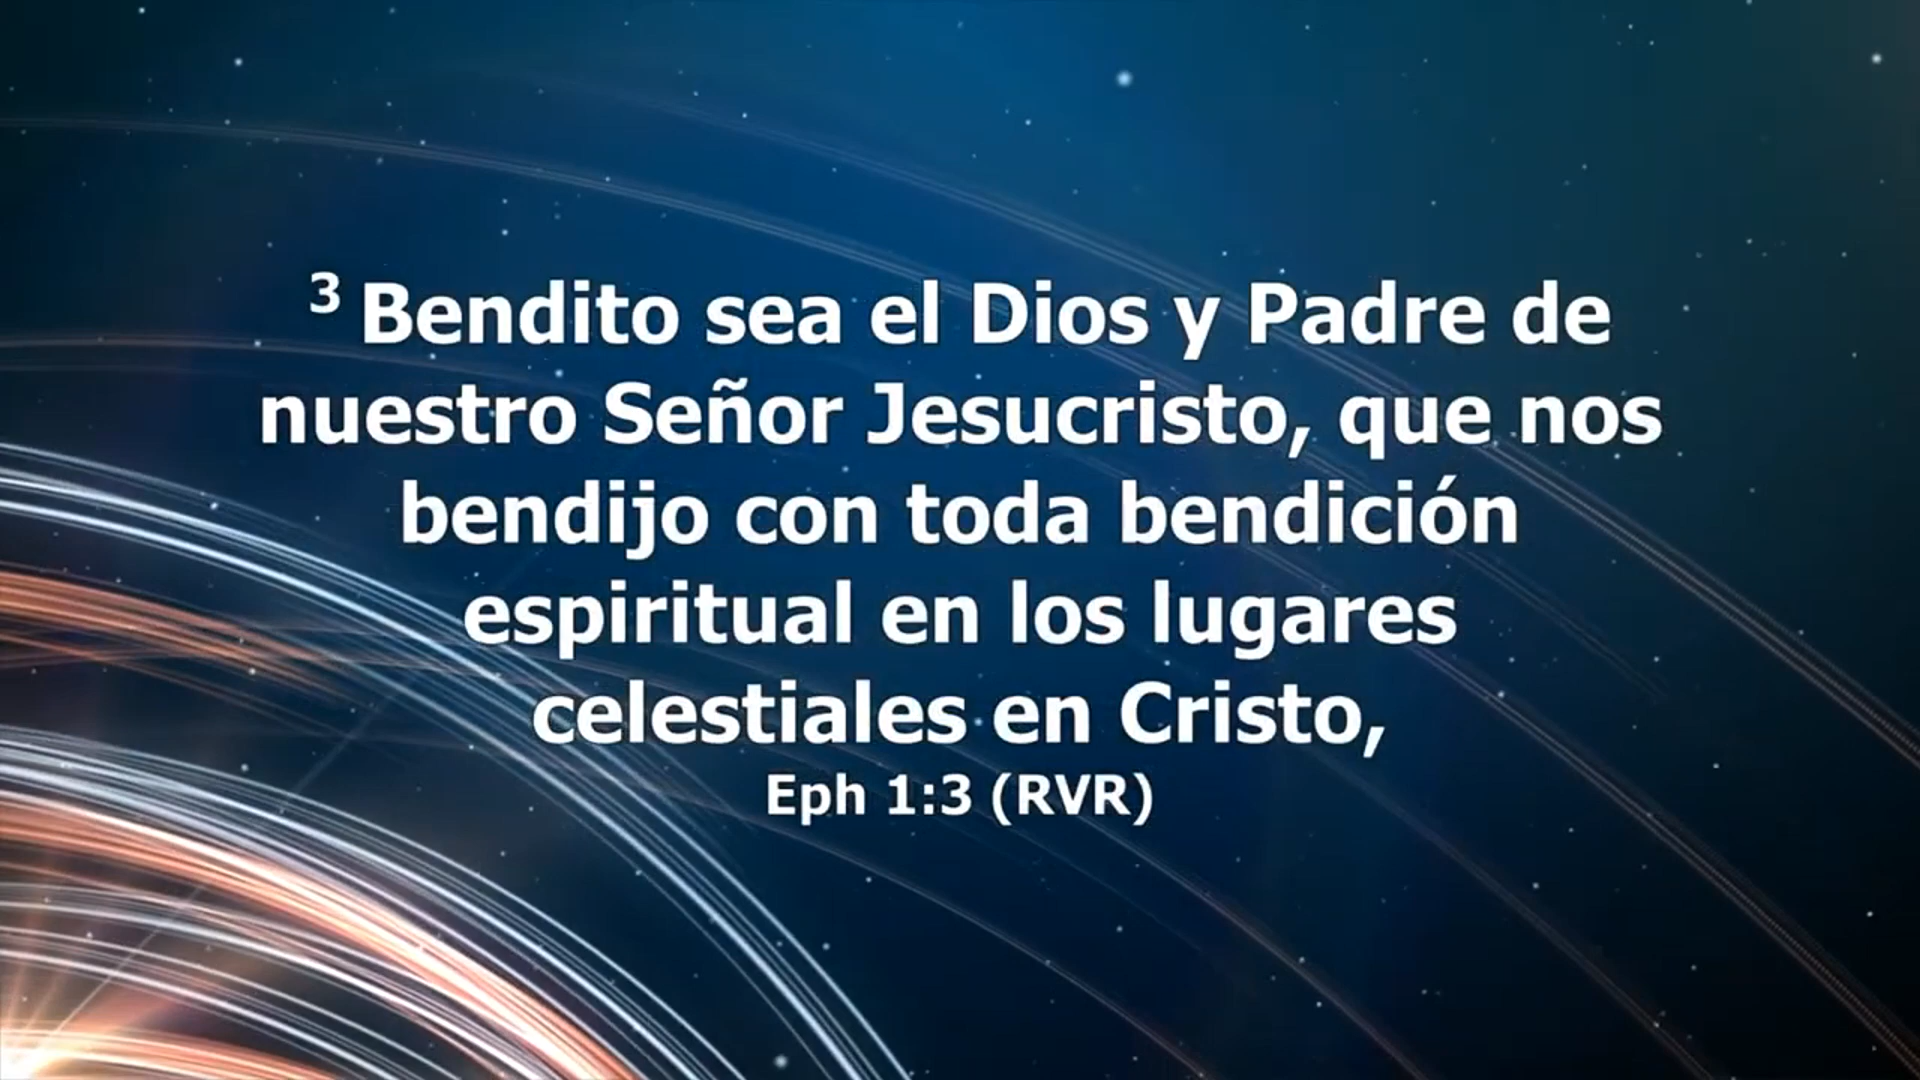 3 Bendito sea el Dios y Padre de
nuestro Señor Jesucristo, que nos
bendijo con toda bendición
espiritual en los lugares
celestiales en Cristo,
Eph 1:3 (RVR)